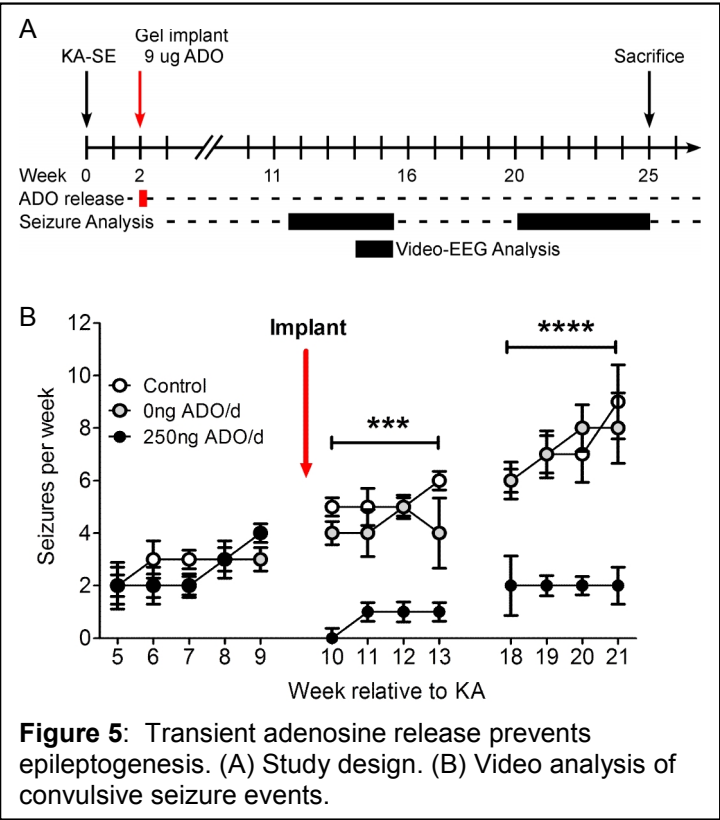 A
Gel implant
KA-SE 9 ug ADO Sacrifice
Week 0 2 11 16 20 25
ADO release
Seizure Analysis
Video-EEG Analysis
B
Implant
Control
0ng ADO/d
250ng ADO/d
***
****
Seizures per week
12
10
8
6
4
2
0
5 6 7 8 9 10 11 12 13 18 19 20 21
Week relative to KA
Figure 5: Transient adenosine release prevents
epileptogenesis. (A) Study design. (B) Video analysis of
convulsive seizure events.